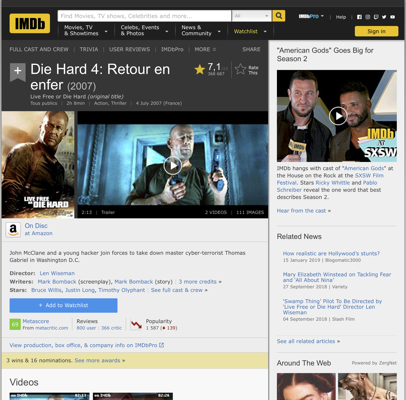 IMDb
Find Movies, TV shows, Celebrities and more...
All
IMDbPro
Help
Movies, TV & Showtimes
Celebs, Events & Photos
News & Community
Watchlist
Sign in
FULL CAST AND CREW | TRIVIA | USER REVIEWS | IMDbPro | MORE
SHARE
Die Hard 4: Retour en enfer (2007)
Live Free or Die Hard (original title)
Tous publics | 2h 8min | Action, Thriller | 4 July 2007 (France)
7,1
Rate This
LIVE FREE OR DIE HARD
2:13 | Trailer
2 VIDEOS | 111 IMAGES
On Disc
at Amazon
John McClane and a young hacker join forces to take down master cyber-terrorist Thomas Gabriel in Washington D.C.
Director: Len Wiseman
Writers: Mark Bomback (screenplay), Mark Bomback (story) | 3 more credits »
Stars: Bruce Willis, Justin Long, Timothy Olyphant | See full cast & crew »
+ Add to Watchlist
69
Metascore
From metacritic.com
Reviews
800 user | 366 critic
Popularity
1 587 (139)
View production, box office, & company info on IMDbPro
3 wins & 16 nominations. See more awards »
Videos
02:13
02:26
"American Gods" Goes Big for Season 2
IMDb at SXSW
IMDb hangs with cast of "American Gods" at the House on the Rock at the SXSW Film Festival. Stars Ricky Whittle and Pablo Schreiber reveal the one word that best describes Season 2.
Hear from the cast »
Related News
How realistic are Hollywood's stunts?
15 January 2019 | Blogomatic3000
Mary Elizabeth Winstead on Tackling Fear and 'All About Nina'
27 September 2018 | Variety
'Swamp Thing' Pilot To Be Directed by 'Live Free or Die Hard' Director Len Wiseman
04 September 2018 | Slash Film
See all related articles »
Around The Web | Powered by ZergNet